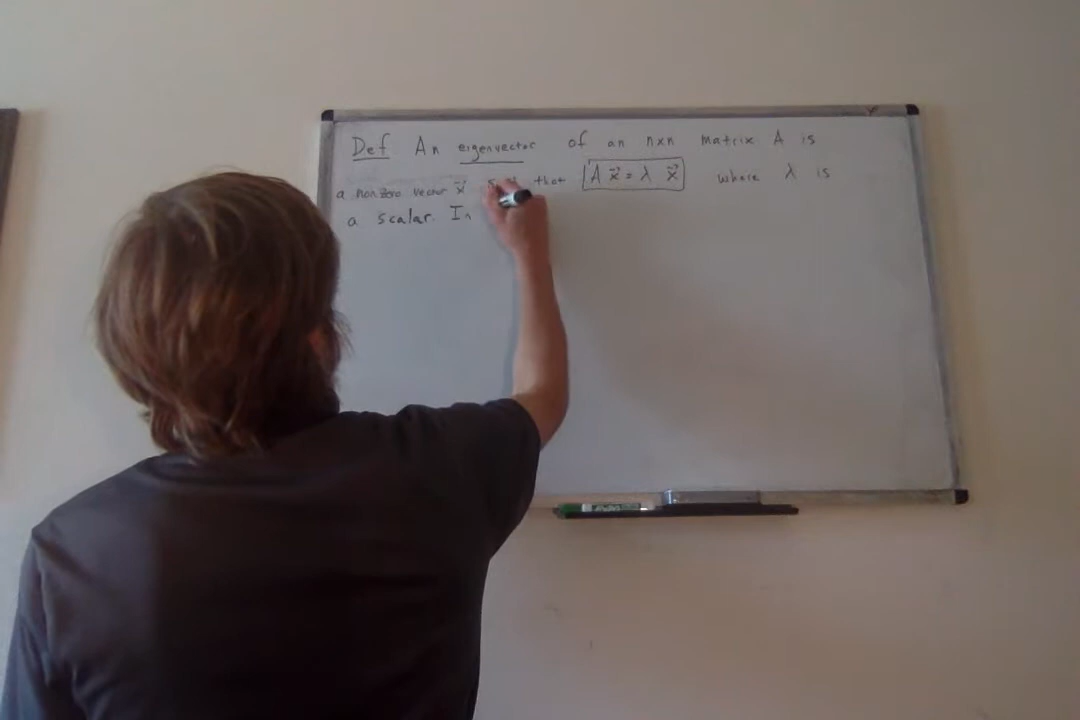 Def An eigenvector of an nxn matrix A is
a nonzero vector x⃗ that A x⃗ = λ x⃗ where λ is
a scalar. In